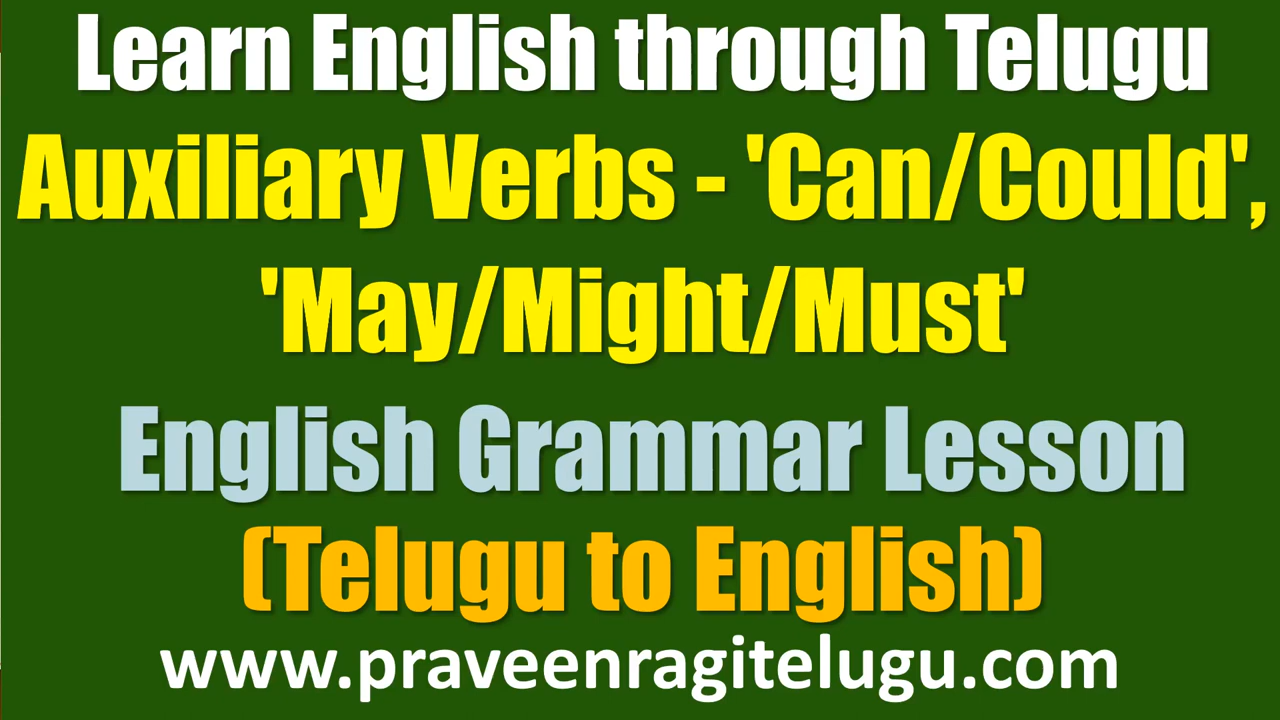 Learn English through Telugu
Auxiliary Verbs - 'Can/Could',
'May/Might/Must'
English Grammar Lesson
(Telugu to English)
www.praveenragitelugu.com